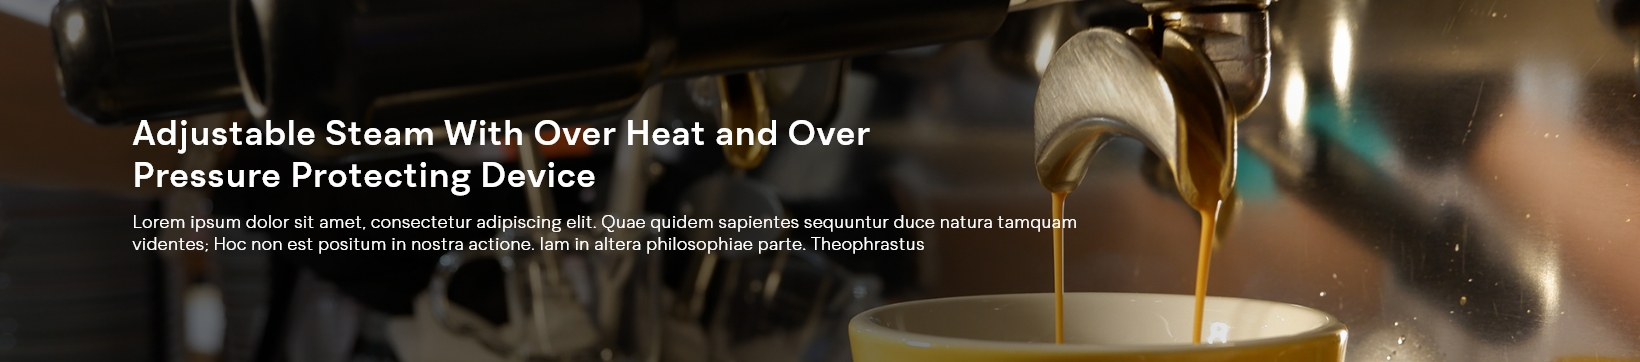 Adjustable Steam With Over Heat and Over
Pressure Protecting Device
Lorem ipsum dolor sit amet, consectetur adipiscing elit. Quae quidem sapientes sequuntur duce natura tamquam
videntes; Hoc non est positum in nostra actione. Iam in altera philosophiae parte. Theophrastus